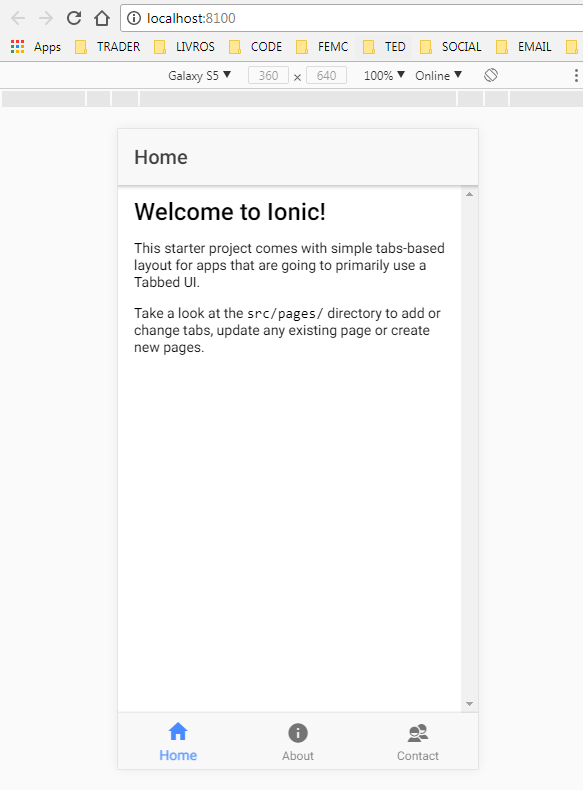 localhost:8100
Apps TRADER LIVROS CODE FEMC TED SOCIAL EMAIL
Galaxy S5 ▼ 360 × 640 100% ▼ Online ▼
Home
Welcome to Ionic!
This starter project comes with simple tabs-based
layout for apps that are going to primarily use a
Tabbed UI.
Take a look at the src/pages/ directory to add or
change tabs, update any existing page or create
new pages.
Home About Contact